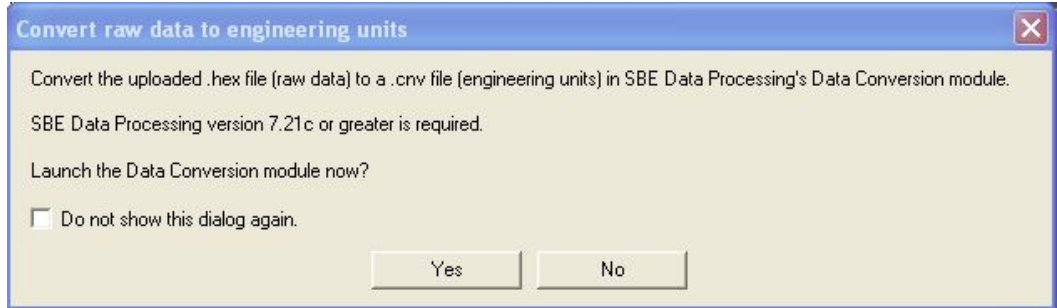 Convert raw data to engineering units
Convert the uploaded .hex file (raw data) to a .cnv file (engineering units) in SBE Data Processing's Data Conversion module.
SBE Data Processing version 7.21c or greater is required.
Launch the Data Conversion module now?
Do not show this dialog again.
Yes
No